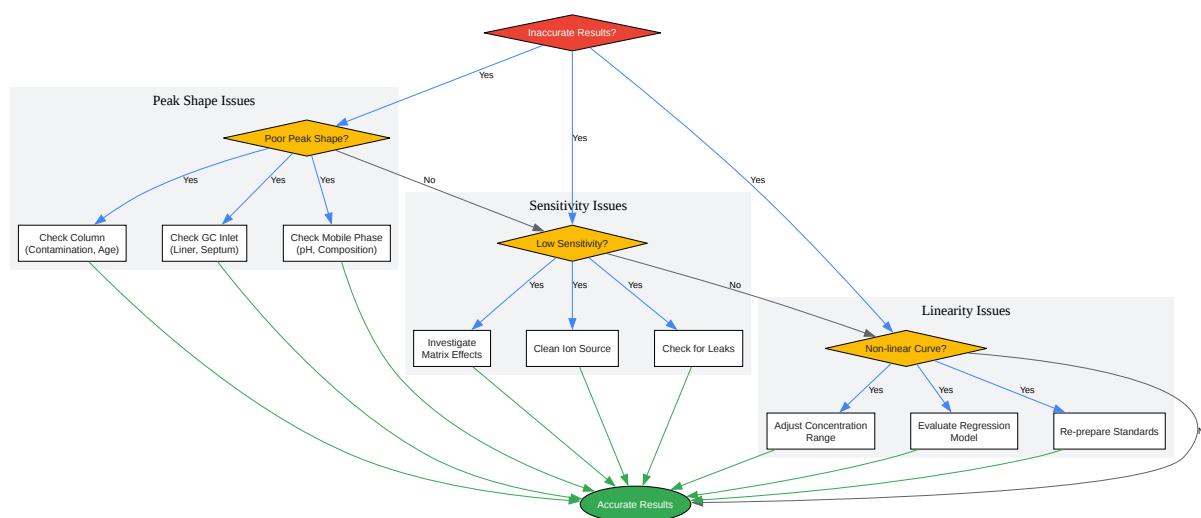 Inaccurate Results?
Yes
Peak Shape Issues
Poor Peak Shape?
Yes
Yes
Yes
Yes
Yes
No
Check Column
(Contamination, Age)
Check GC Inlet
(Liner, Septum)
Check Mobile Phase
(pH, Composition)
Sensitivity Issues
Low Sensitivity?
Yes
Yes
Yes
No
Investigate
Matrix Effects
Clean Ion Source
Check for Leaks
Linearity Issues
Non-linear Curve?
Yes
Yes
Yes
Adjust Concentration
Range
Evaluate Regression
Model
Re-prepare Standards
Accurate Results